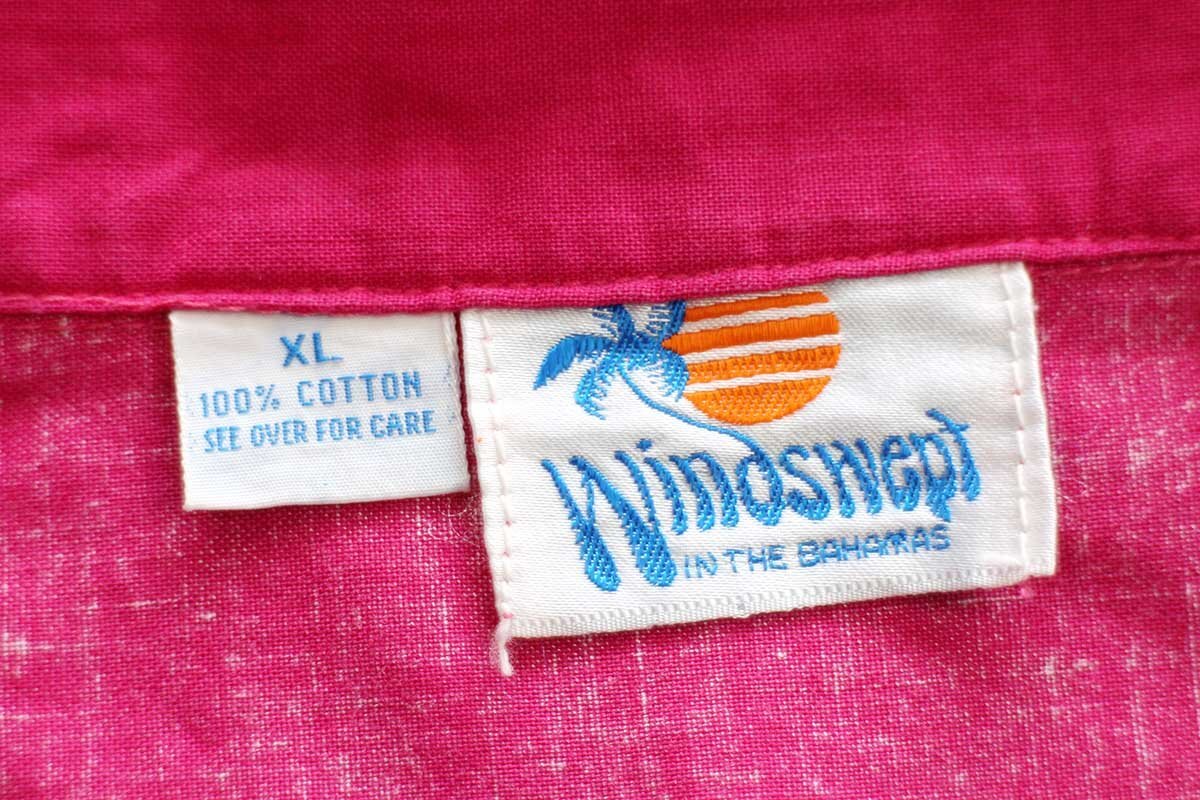 XL
100% COTTON
SEE OVER FOR CARE
Windswept
IN THE BAHAMAS